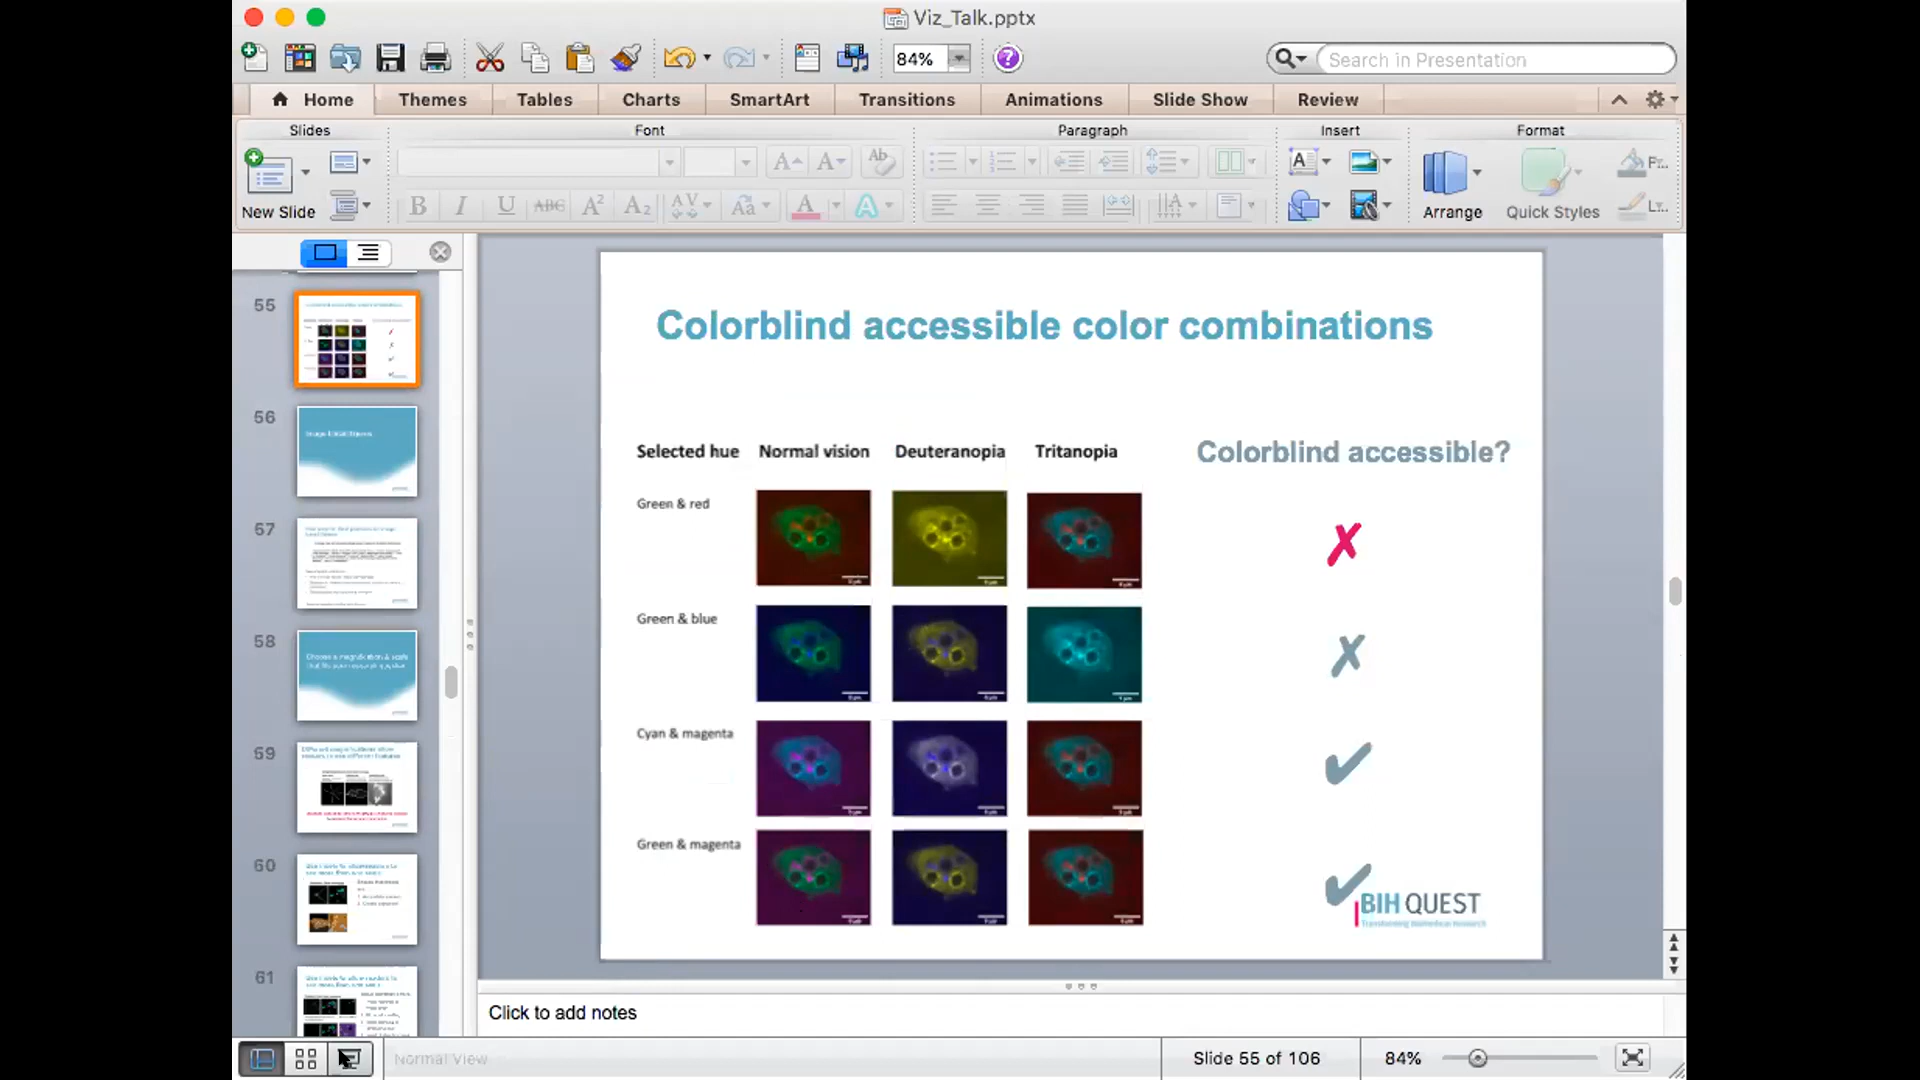 Viz_Talk.pptx
84%
Search in Presentation
Home
Themes
Tables
Charts
SmartArt
Transitions
Animations
Slide Show
Review
Slides
Font
Paragraph
Insert
Format
New Slide
Arrange
Quick Styles
55
56
57
58
59
60
61
Colorblind accessible color combinations
Selected hue Normal vision Deuteranopia Tritanopia Colorblind accessible?
Green & red
Green & blue
Cyan & magenta
Green & magenta
BIH QUEST
Transforming Biomedical Research
Click to add notes
Normal View
Slide 55 of 106
84%